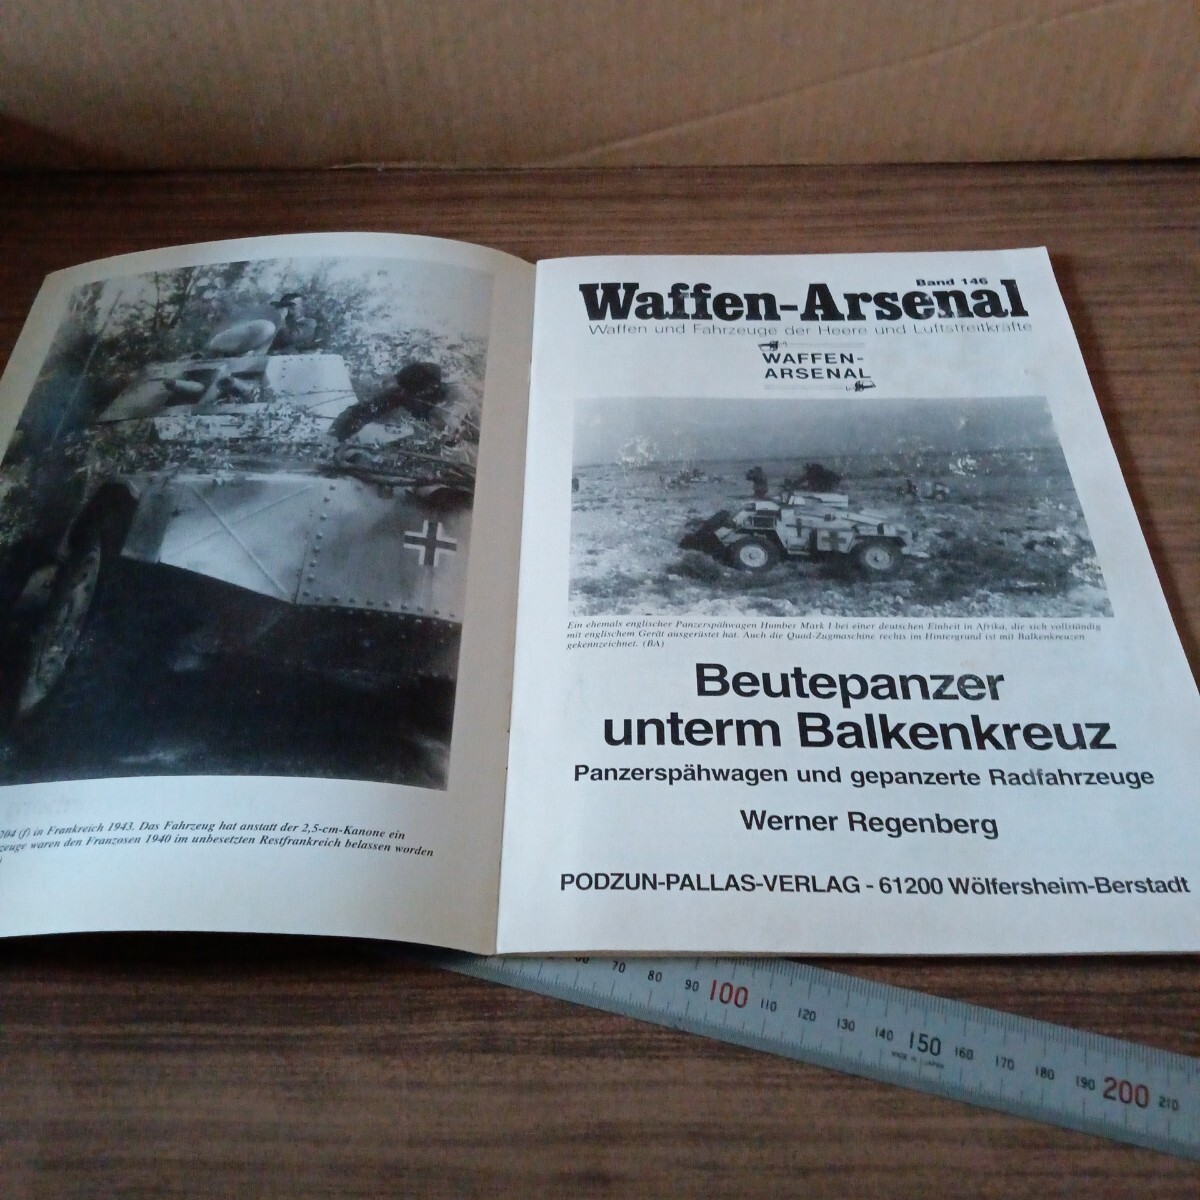 204 (f) in Frankreich 1943. Das Fahrzeug hat anstatt der 2,5-cm-Kanone ein
zeuge waren den Franzosen 1940 im unbesetzten Restfrankreich belassen worden
Band 146
Waffen-Arsenal
Waffen und Fahrzeuge der Heere und Luftstreitkräfte
WAFFEN-
ARSENAL
Ein ehemals englischer Panzerspähwagen Humber Mark I bei einer deutschen Einheit in Afrika, die sich vollständig
mit englischem Gerät ausgerüstet hat. Auch die Quad-Zugmaschine rechts im Hintergrund ist mit Balkenkreuzen
gekennzeichnet. (BA)
Beutepanzer
unterm Balkenkreuz
Panzerspähwagen und gepanzerte Radfahrzeuge
Werner Regenberg
PODZUN-PALLAS-VERLAG - 61200 Wölfersheim-Berstadt
70 80 90 100 110 120 130 140 150 160 170 180 190 200 210